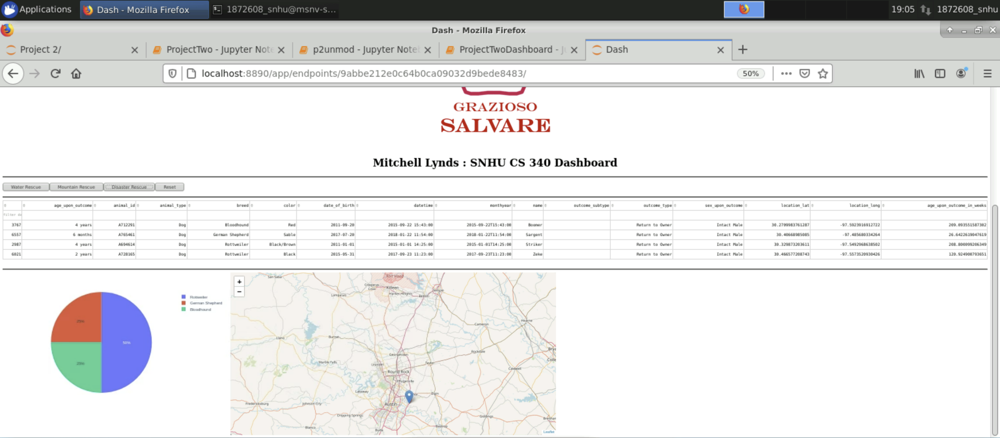 Applications Dash - Mozilla Firefox 1872608_snhu@msnv-s... 19:05 1872608_snhu
Dash - Mozilla Firefox
Project 2/ ProjectTwo - Jupyter Note p2unmod - Jupyter Note ProjectTwoDashboard - Ju Dash
localhost:8890/app/endpoints/9abbe212e0c64b0ca09032d9bede8483/ 50%
GRAZIOSO
SALVARE
Mitchell Lynds : SNHU CS 340 Dashboard
Water Rescue Mountain Rescue Disaster Rescue Reset
age_upon_outcome animal_id animal_type breed color date_of_birth datetime monthyear name outcome_subtype outcome_type sex_upon_outcome location_lat location_long age_upon_outcome_in_weeks
filter da
3767 4 years A712291 Dog Bloodhound Red 2011-09-20 2015-09-22 15:43:00 2015-09-22T15:43:00 Boomer Return to Owner Intact Male 30.2709983761287 -97.5923916912722 209.093551587302
6557 6 months A765461 Dog German Shepherd Sable 2017-07-20 2018-01-22 11:54:00 2018-01-22T11:54:00 Sargent Return to Owner Intact Male 30.40668985085 -97.485680334264 26.6422619047619
2987 4 years A694614 Dog Rottweiler Black/Brown 2011-01-01 2015-01-01 14:25:00 2015-01-01T14:25:00 Striker Return to Owner Intact Male 30.329873203611 -97.5492968638502 208.800099206349
6021 2 years A728165 Dog Rottweiler Black 2015-05-31 2017-09-23 11:23:00 2017-09-23T11:23:00 Zeke Return to Owner Intact Male 30.466577208743 -97.5573520930426 120.924900793651
Rottweiler
German Shepherd
Bloodhound
25%
50%
25%
+
−
San Saba
Fort Hood
Copperas Cove
Killeen
Harker Heights
Temple
Belton
Lampasas
Hearne
Cameron
Llano
Burnet
Rockdale
Georgetown
Marble Falls
Leander
Taylor
Caldwell
Round Rock
Pflugerville
Lakeway
Elgin
Fredericksburg
Johnson City
Austin
Dripping Springs
Giddings
Blanco
Buda
Bastrop
Leaflet